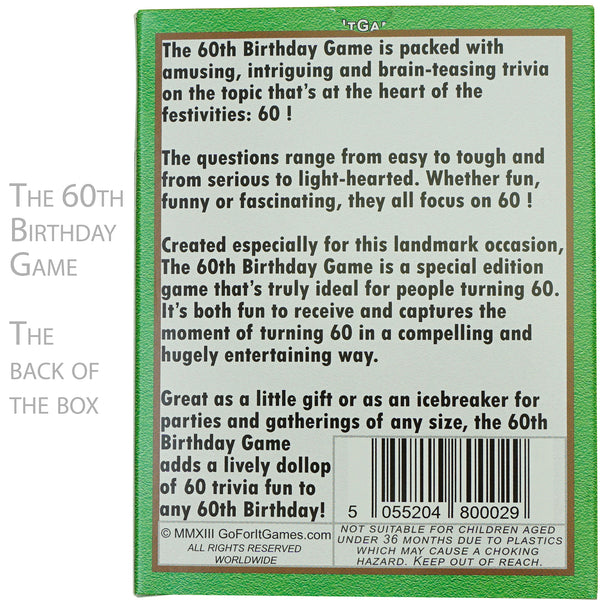 THE 60TH
BIRTHDAY
GAME
THE
BACK OF
THE BOX
'TGA'
The 60th Birthday Game is packed with
amusing, intriguing and brain-teasing trivia
on the topic that's at the heart of the
festivities: 60 !
The questions range from easy to tough and
from serious to light-hearted. Whether fun,
funny or fascinating, they all focus on 60 !
Created especially for this landmark occasion,
The 60th Birthday Game is a special edition
game that's truly ideal for people turning 60.
It's both fun to receive and captures the
moment of turning 60 in a compelling and
hugely entertaining way.
Great as a little gift or as an icebreaker for
parties and gatherings of any size, the 60th
Birthday Game
adds a lively dollop
of 60 trivia fun to
any 60th Birthday!
5 055204 800029
© MMXIII GoForItGames.com
ALL RIGHTS RESERVED
WORLDWIDE
NOT SUITABLE FOR CHILDREN AGED
UNDER 36 MONTHS DUE TO PLASTICS
WHICH MAY CAUSE A CHOKING
HAZARD. KEEP OUT OF REACH.